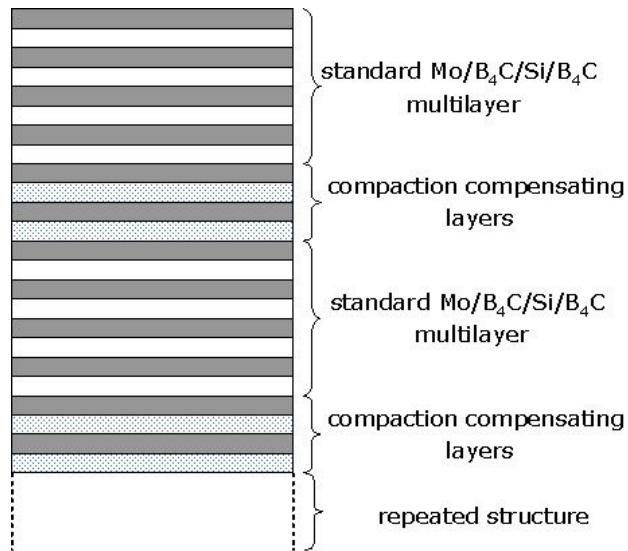 standard Mo/B₄C/Si/B₄C
multilayer
compaction compensating
layers
standard Mo/B₄C/Si/B₄C
multilayer
compaction compensating
layers
repeated structure